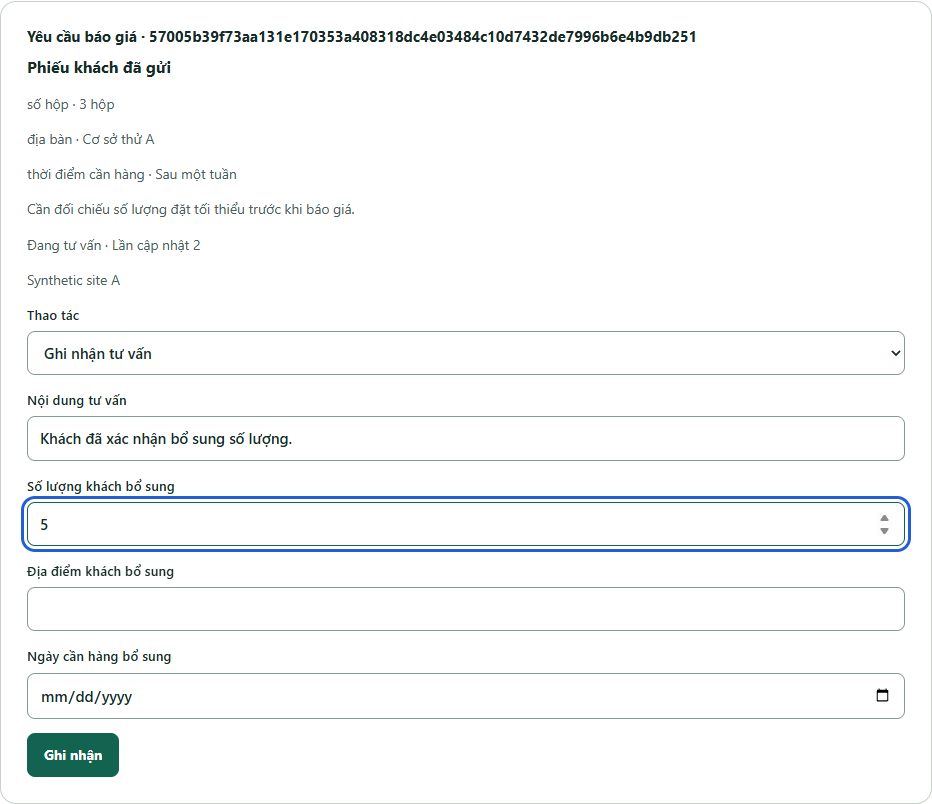 Yêu cầu báo giá · 57005b39f73aa131e170353a408318dc4e03484c10d7432de7996b6e4b9db251
Phiếu khách đã gửi
số hộp · 3 hộp
địa bàn · Cơ sở thử A
thời điểm cần hàng · Sau một tuần
Cần đối chiếu số lượng đặt tối thiểu trước khi báo giá.
Đang tư vấn · Lần cập nhật 2
Synthetic site A
Thao tác
Ghi nhận tư vấn
Nội dung tư vấn
Khách đã xác nhận bổ sung số lượng.
Số lượng khách bổ sung
5
Địa điểm khách bổ sung
Ngày cần hàng bổ sung
mm/dd/yyyy
Ghi nhận